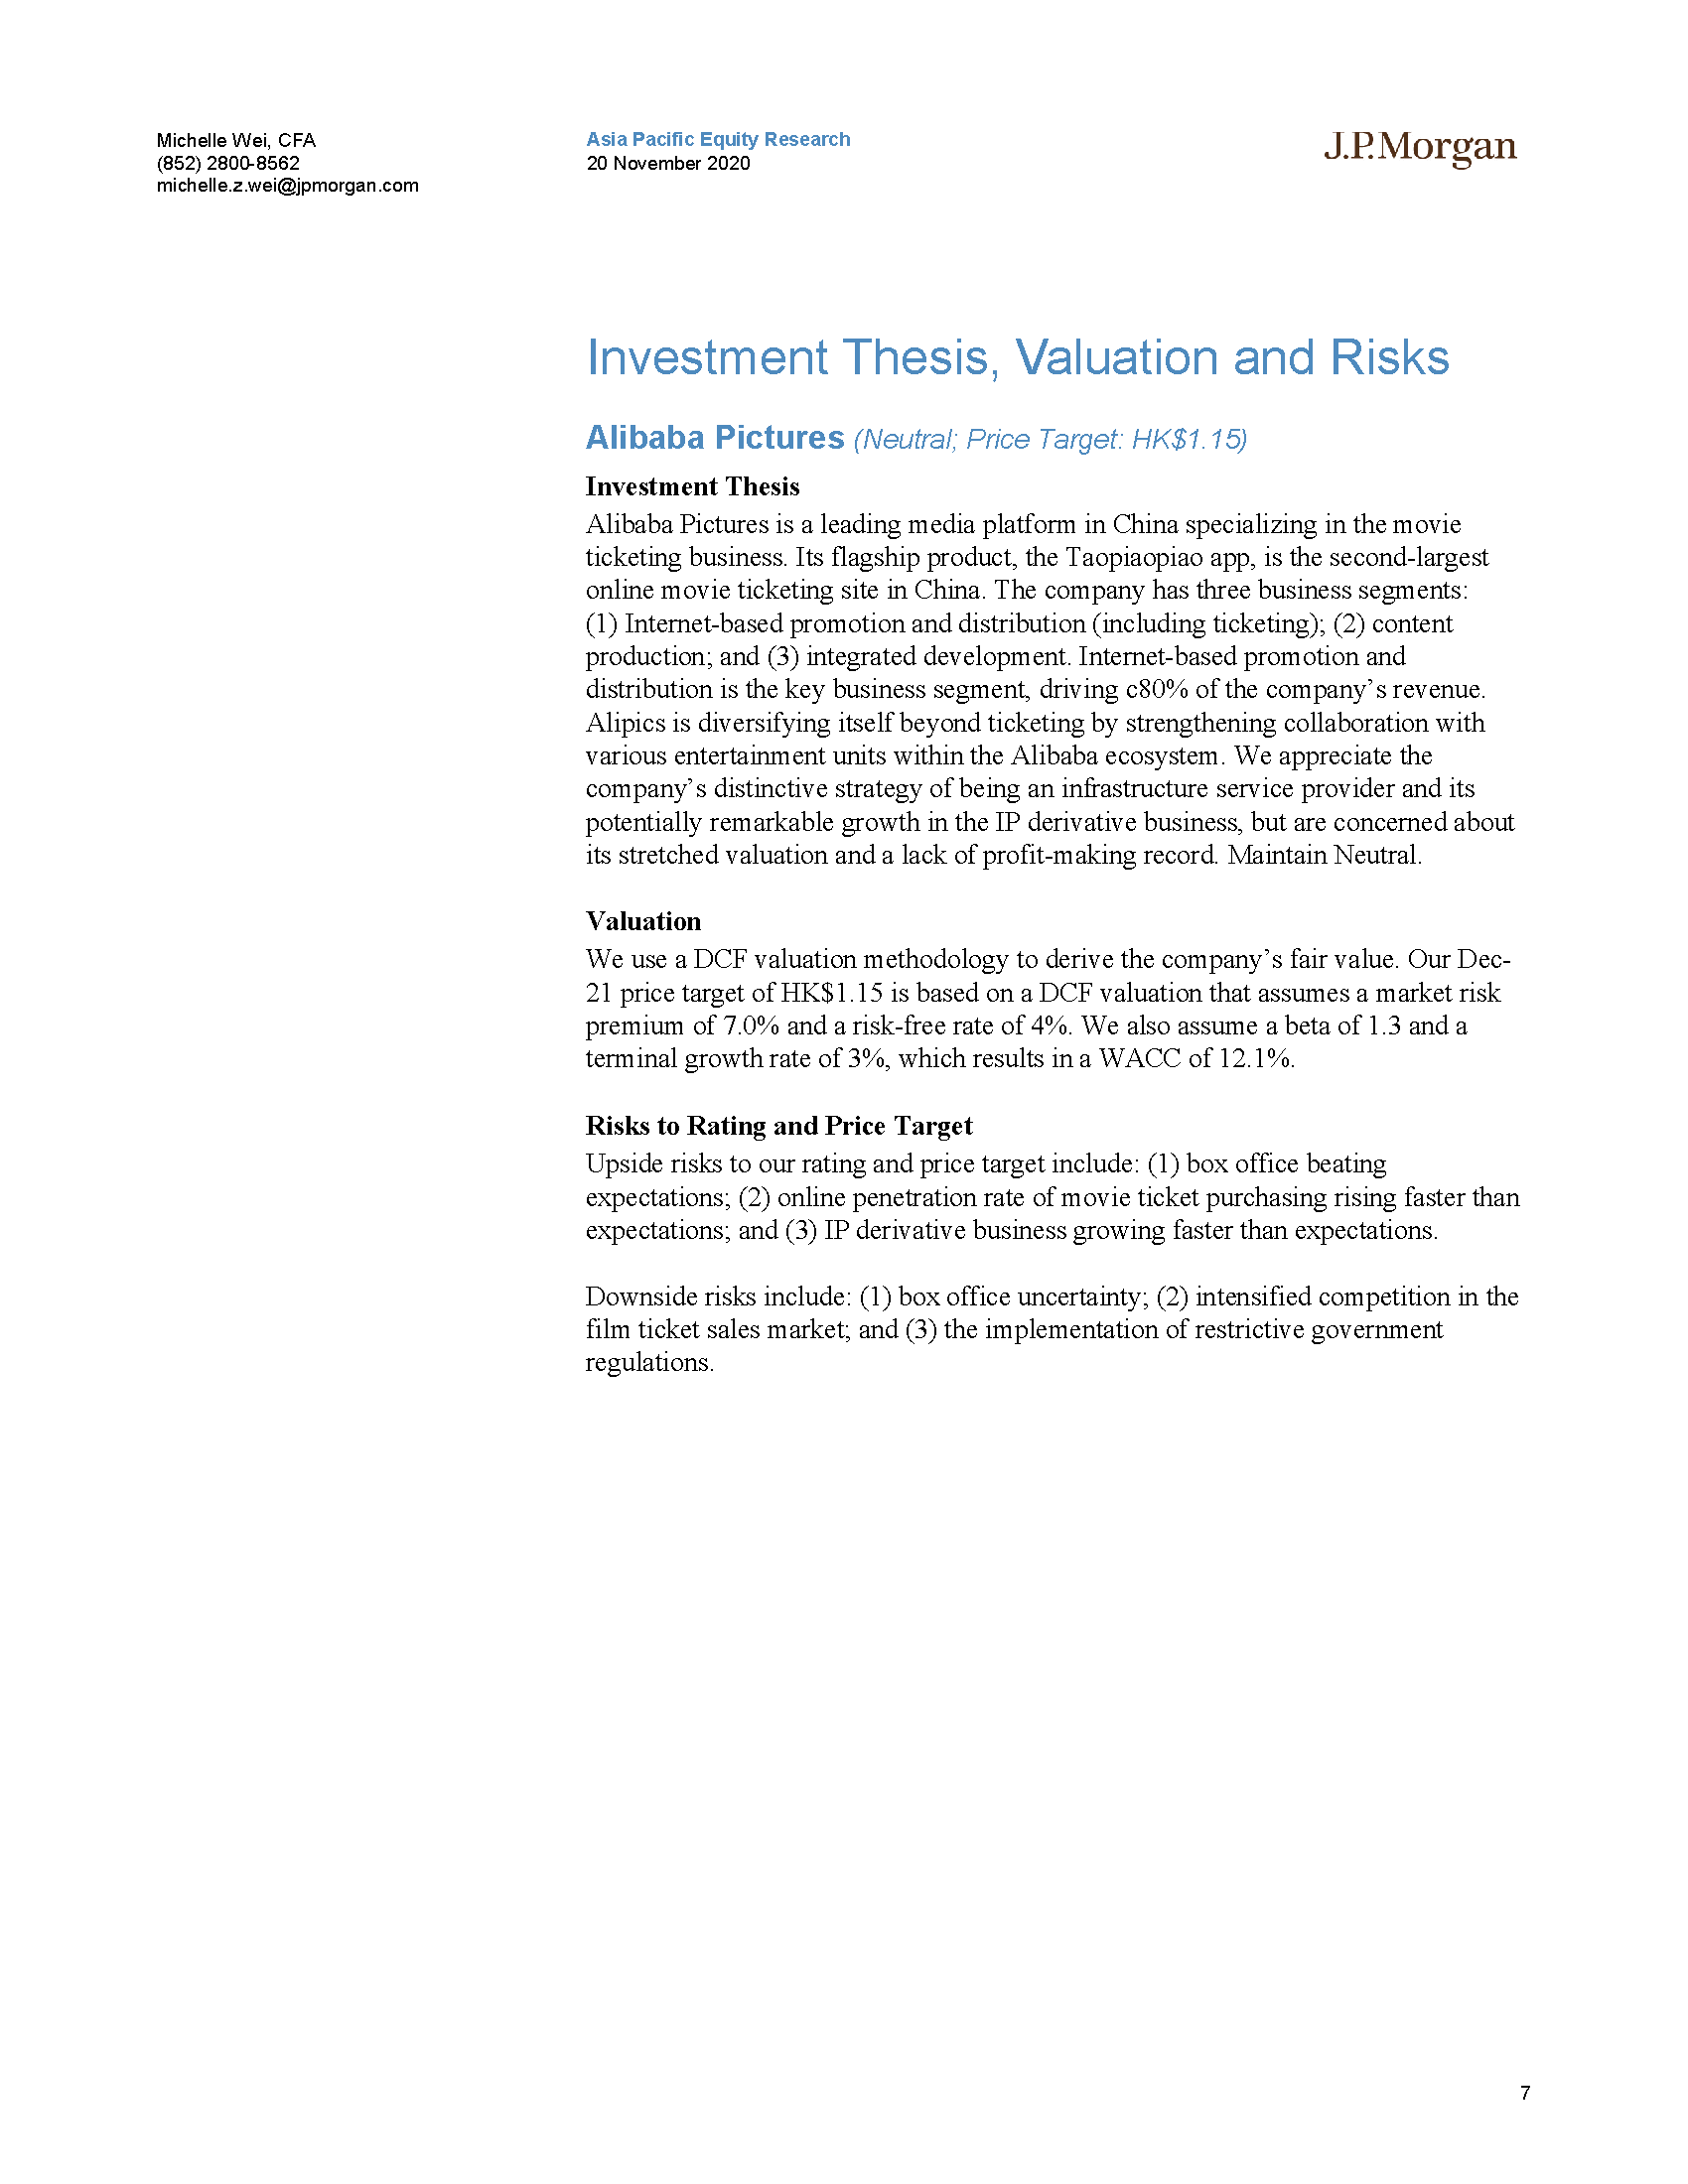 Michelle Wei, CFA
(852) 2800-8562
michelle.z.wei@jpmorgan.com
Asia Pacific Equity Research
20 November 2020
J.P.Morgan
Investment Thesis, Valuation and Risks
Alibaba Pictures (Neutral; Price Target: HK$1.15)
Investment Thesis
Alibaba Pictures is a leading media platform in China specializing in the movie
ticketing business. Its flagship product, the Taopiaopiao app, is the second-largest
online movie ticketing site in China. The company has three business segments:
(1) Internet-based promotion and distribution (including ticketing); (2) content
production; and (3) integrated development. Internet-based promotion and
distribution is the key business segment, driving c80% of the company’s revenue.
Alipics is diversifying itself beyond ticketing by strengthening collaboration with
various entertainment units within the Alibaba ecosystem. We appreciate the
company’s distinctive strategy of being an infrastructure service provider and its
potentially remarkable growth in the IP derivative business, but are concerned about
its stretched valuation and a lack of profit-making record. Maintain Neutral.
Valuation
We use a DCF valuation methodology to derive the company’s fair value. Our Dec-
21 price target of HK$1.15 is based on a DCF valuation that assumes a market risk
premium of 7.0% and a risk-free rate of 4%. We also assume a beta of 1.3 and a
terminal growth rate of 3%, which results in a WACC of 12.1%.
Risks to Rating and Price Target
Upside risks to our rating and price target include: (1) box office beating
expectations; (2) online penetration rate of movie ticket purchasing rising faster than
expectations; and (3) IP derivative business growing faster than expectations.
Downside risks include: (1) box office uncertainty; (2) intensified competition in the
film ticket sales market; and (3) the implementation of restrictive government
regulations.
7